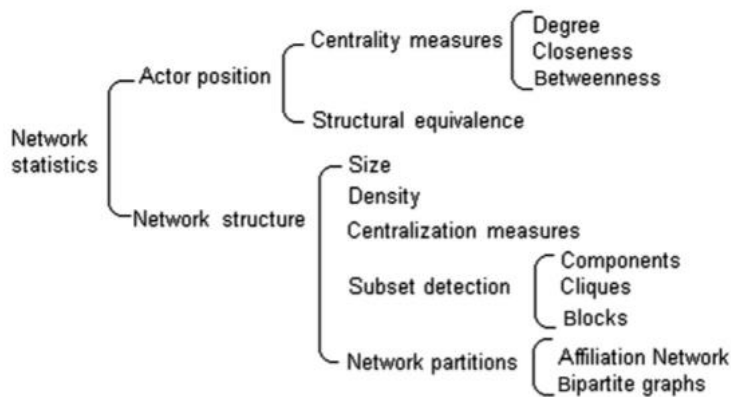 Network
statistics
Actor position
Centrality measures
Degree
Closeness
Betweenness
Structural equivalence
Network structure
Size
Density
Centralization measures
Subset detection
Components
Cliques
Blocks
Network partitions
Affiliation Network
Bipartite graphs